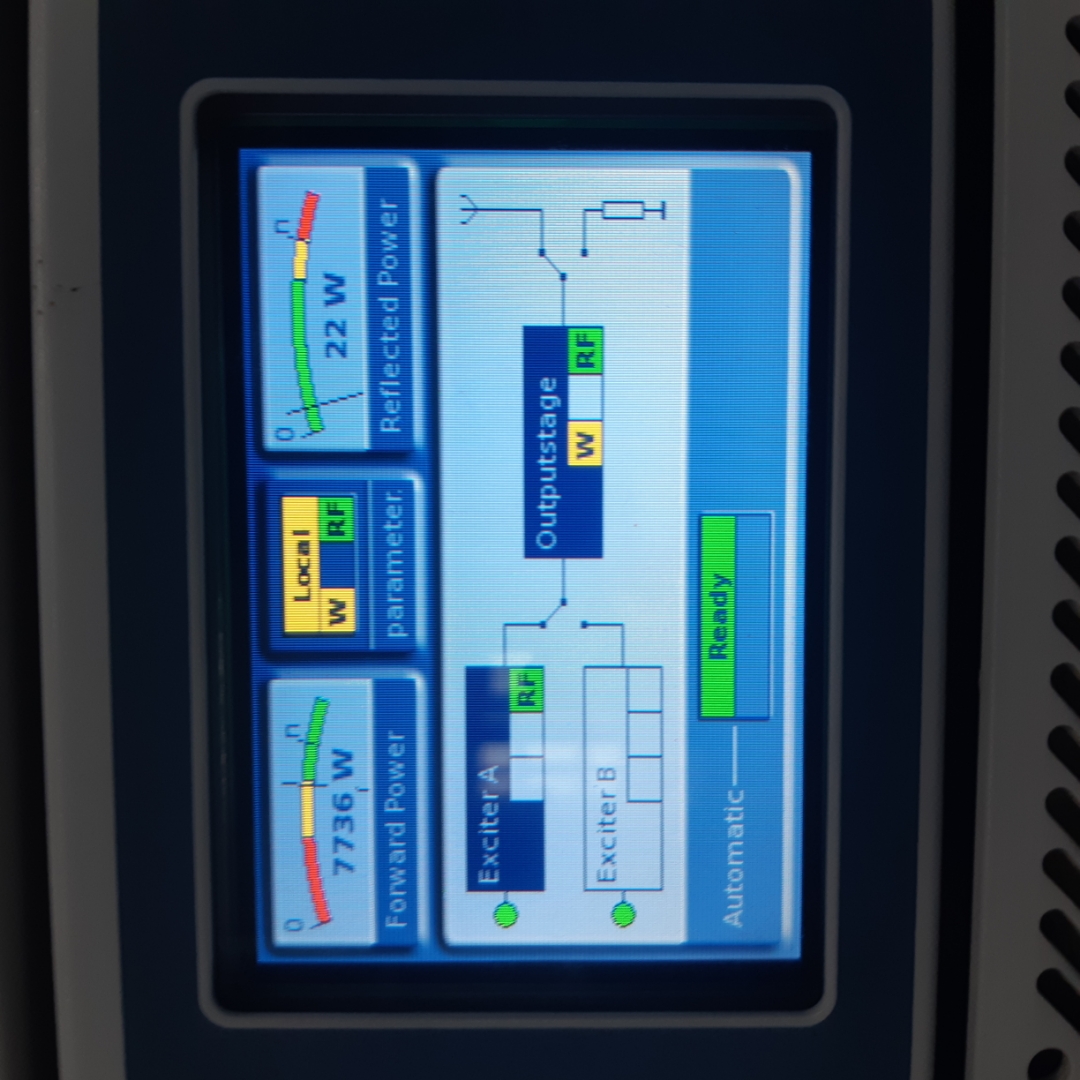 0 n
7736 W
Forward Power
Local
W RF
parameter.
0 n
22 W
Reflected Power
Exciter A
RF
Exciter B
Outputstage
W RF
Automatic
Ready